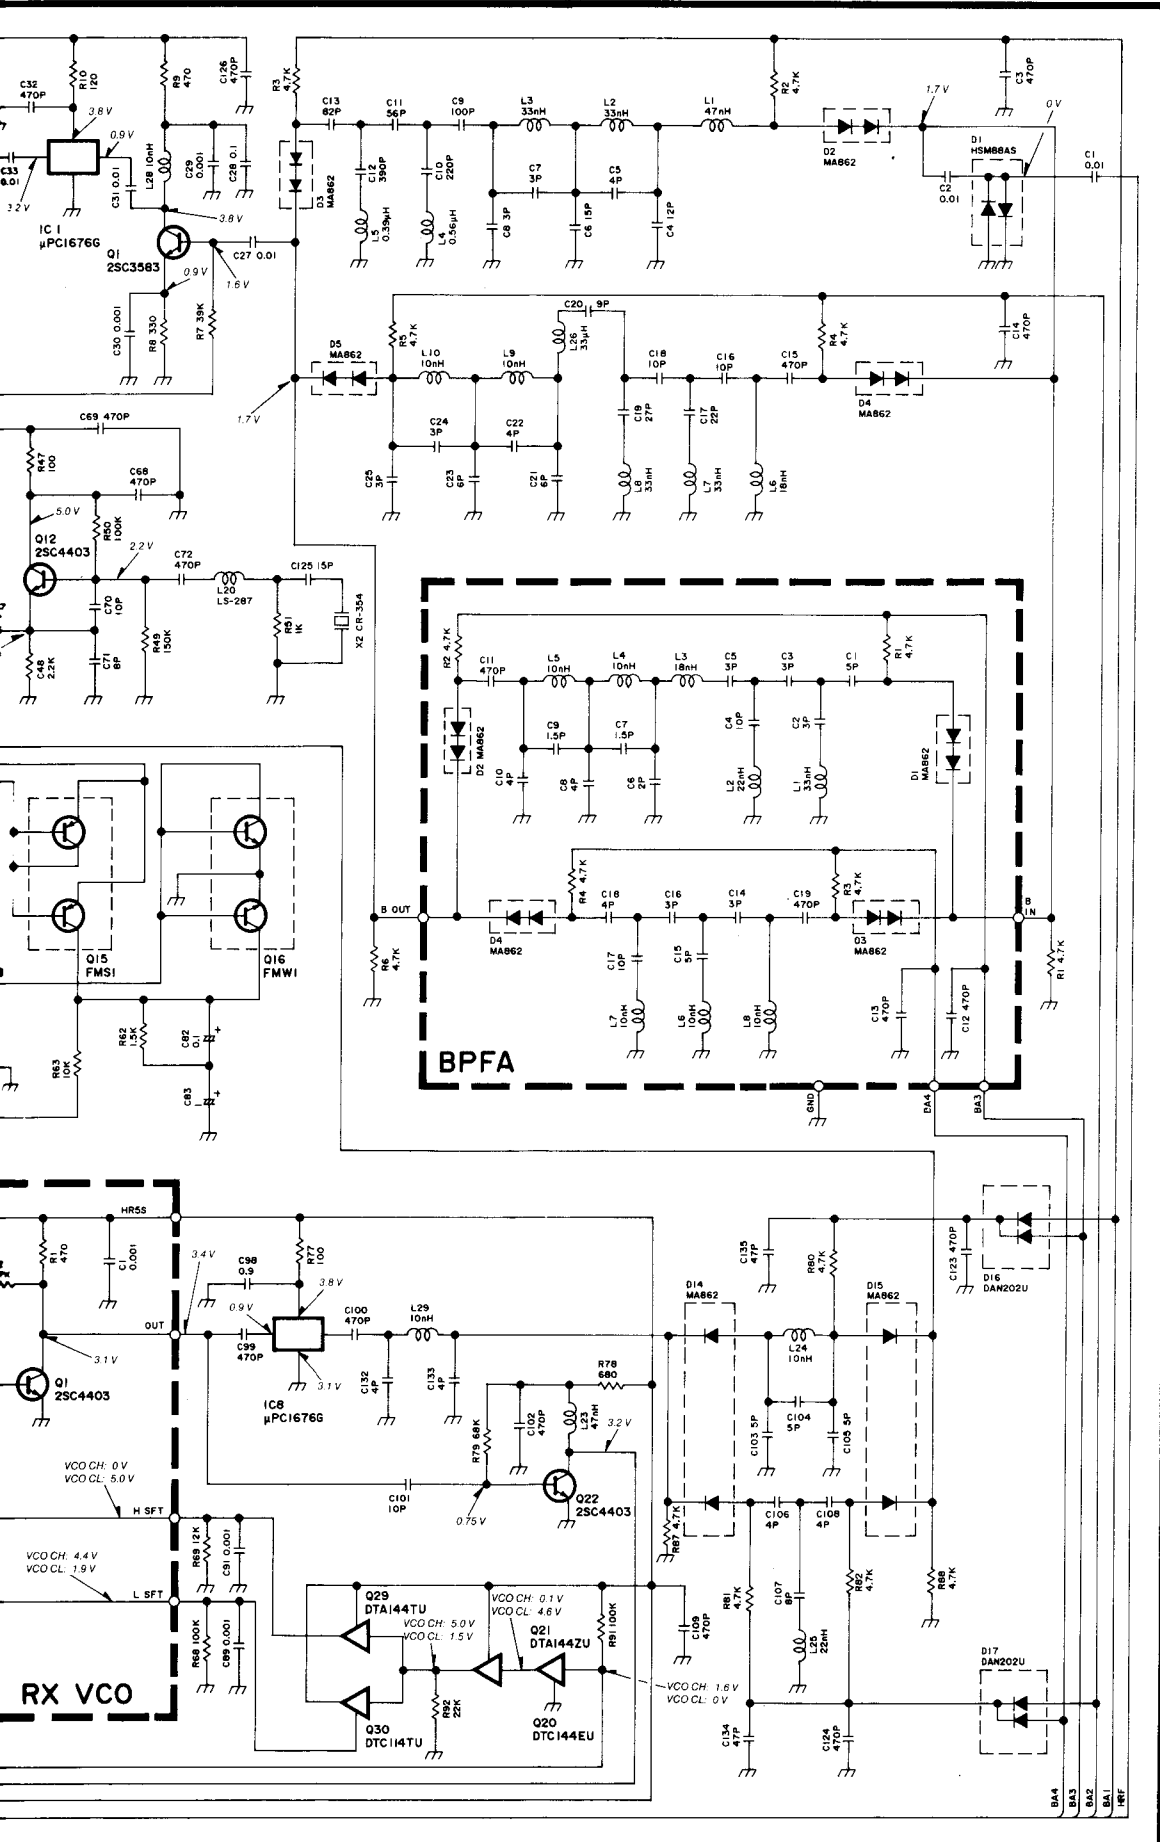 C32
470P
R10
120
3.8V
0.9V
C33
0.01
3.2V
IC1
µPC1676G
C31 0.01
L28 10nH
R9
470
C29
0.001
C28 0.1
C126
470P
3.8V
Q1
2SC3583
C27 0.01
0.9V
1.6V
C30 0.001
R8 330
R7 39K
R3
4.7K
D3
MA862
C13
82P
C11
56P
C9
100P
L3
33nH
L2
33nH
L1
47nH
R2
4.7K
C12
390P
L5
0.39µH
C10
220P
L4
0.56µH
C7
3P
C5
4P
C8 3P
C6 15P
C4 12P
D2
MA862
1.7V
C3
470P
0V
D1
HSM88AS
C2
0.01
C1
0.01
D5
MA862
1.7V
R5
4.7K
L10
10nH
L9
10nH
C20 9P
L26
33µH
C18
10P
C16
10P
C15
470P
R4
4.7K
C14
470P
D4
MA862
C24
3P
C22
4P
C25
3P
C23
6P
C21
6P
C19
27P
L8
33nH
C17
22P
L7
33nH
L6
18nH
C69 470P
R47
100
C68
470P
5.0V
R50
100K
Q12
2SC4403
2.2V
C72
470P
L20
LS-287
C125 15P
X2 CR-354
C70
10P
C71
8P
C48
2.2K
R49
150K
R51
1K
R2 4.7K
C11
470P
L5
10nH
L4
10nH
L3
18nH
C5
3P
C3
3P
C1
5P
R1
4.7K
D2 MA862
C9
1.5P
C7
1.5P
C10
4P
C8
4P
C6
2P
C4
10P
L2
22nH
C2
3P
L1
33nH
D1
MA862
B OUT
R6
4.7K
D4
MA862
R4 4.7K
C18
4P
C16
3P
C14
3P
C19
470P
R3
4.7K
D3
MA862
B
IN
R1 4.7K
C17
10P
L7
10nH
C15
5P
L6
10nH
L8
10nH
C13
470P
C12 470P
BPFA
GND
BA4
BA3
Q15
FMS1
Q16
FMW1
R63
10K
R62
1.5K
C82
0.1
+
C83
+
HR5S
R1
470
C1
0.001
OUT
3.4V
3.1V
Q1
2SC4403
C98
0.9
R77
100
0.9V
3.8V
C99
470P
3.1V
IC8
µPC1676G
C100
470P
L29
10nH
C132
4P
C133
4P
R78
680
R79 68K
C102
470P
L23
47nH
3.2V
C101
10P
0.75V
Q22
2SC4403
VCO CH: 0V
VCO CL: 5.0V
H SFT
VCO CH: 4.4V
VCO CL: 1.9V
L SFT
R69 12K
C91 0.001
R68 100K
C89 0.001
RX VCO
Q29
DTA144TU
VCO CH: 5.0V
VCO CL: 1.5V
VCO CH: 0.1V
VCO CL: 4.6V
Q21
DTA144ZU
R91 100K
C109
470P
Q30
DTC114TU
R92
22K
Q20
DTC144EU
VCO CH: 1.6V
VCO CL: 0V
C135
47P
R80
4.7K
C123 470P
D16
DAN202U
D14
MA862
D15
MA862
L24
10nH
C103 5P
C104
5P
C105 5P
R87 4.7K
C106
4P
C108
4P
R81
4.7K
C107
8P
L25
22nH
R82
4.7K
R88
4.7K
D17
DAN202U
C134
47P
C124
470P
BA4
BA3
BA2
BA1
HRF